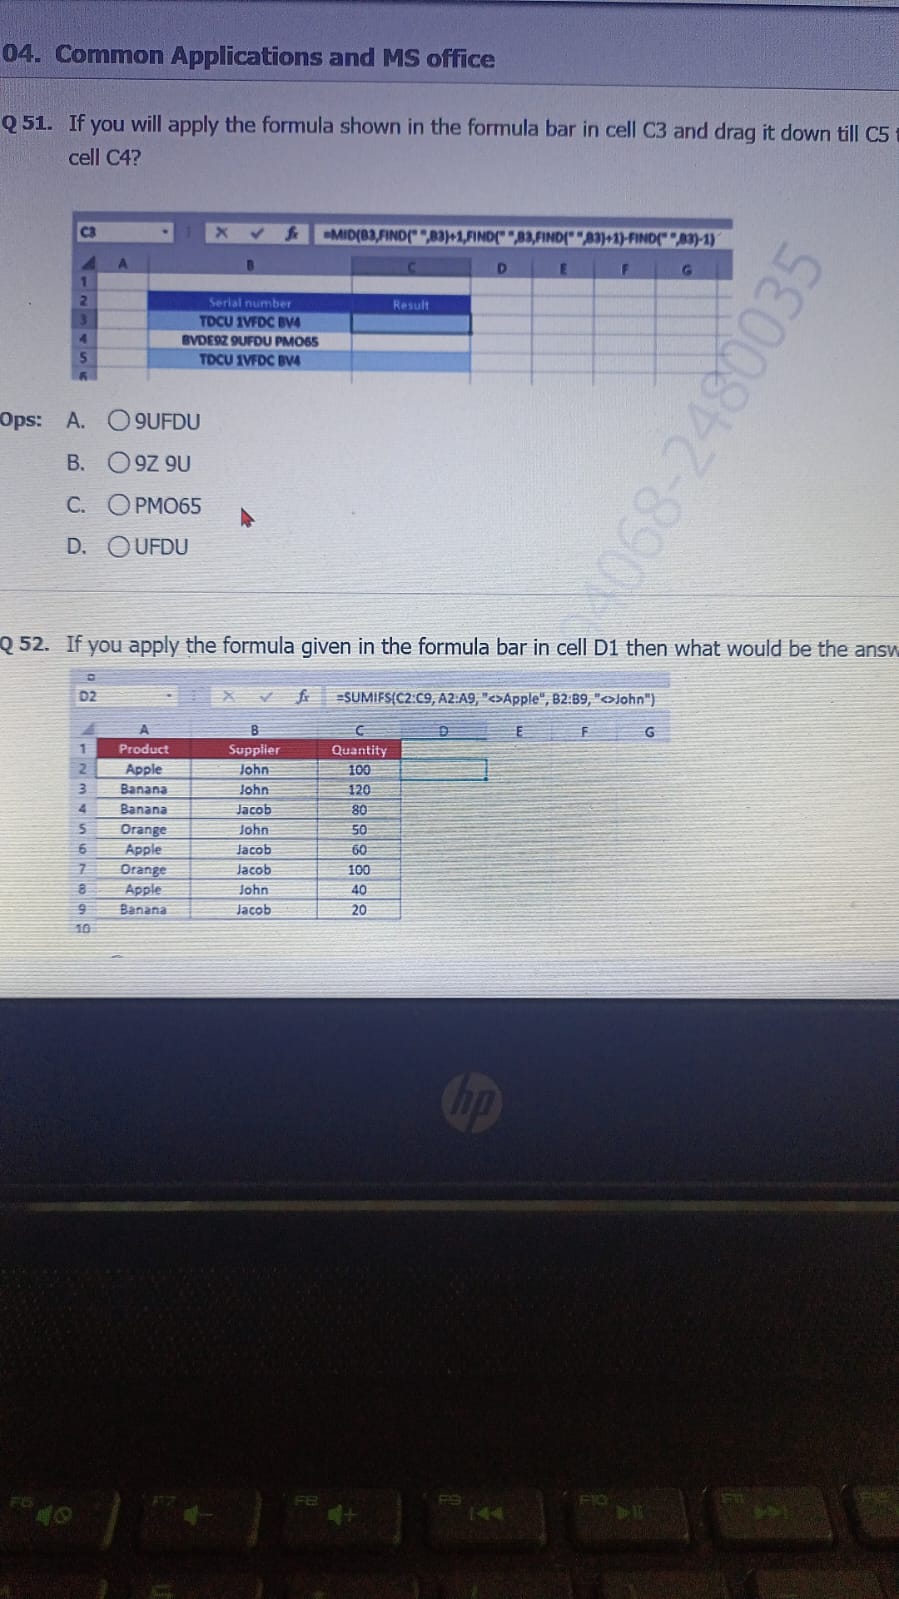 04. Common Applications and MS office
Q 51. If you will apply the formula shown in the formula bar in cell C3 and drag it down till C5
cell C4?
C3 fx =MID(B3,FIND(" ",B3)+1,FIND(" ",B3,FIND(" ",B3)+1)-FIND(" ",B3)-1)
A B C D E F G
1
2 Serial number Result
3 TDCU 1VFDC BV4
4 BVDE9Z 9UFDU PMO65
5 TDCU 1VFDC BV4
6
Ops: A. 9UFDU
B. 9Z 9U
C. PMO65
D. UFDU
4068-2480035
Q 52. If you apply the formula given in the formula bar in cell D1 then what would be the answ
D2 fx =SUMIFS(C2:C9, A2:A9, "<>Apple", B2:B9, "<>John")
A B C D E F G
1 Product Supplier Quantity
2 Apple John 100
3 Banana John 120
4 Banana Jacob 80
5 Orange John 50
6 Apple Jacob 60
7 Orange Jacob 100
8 Apple John 40
9 Banana Jacob 20
10
hp
F6 F7 F8 F9 F10 F11